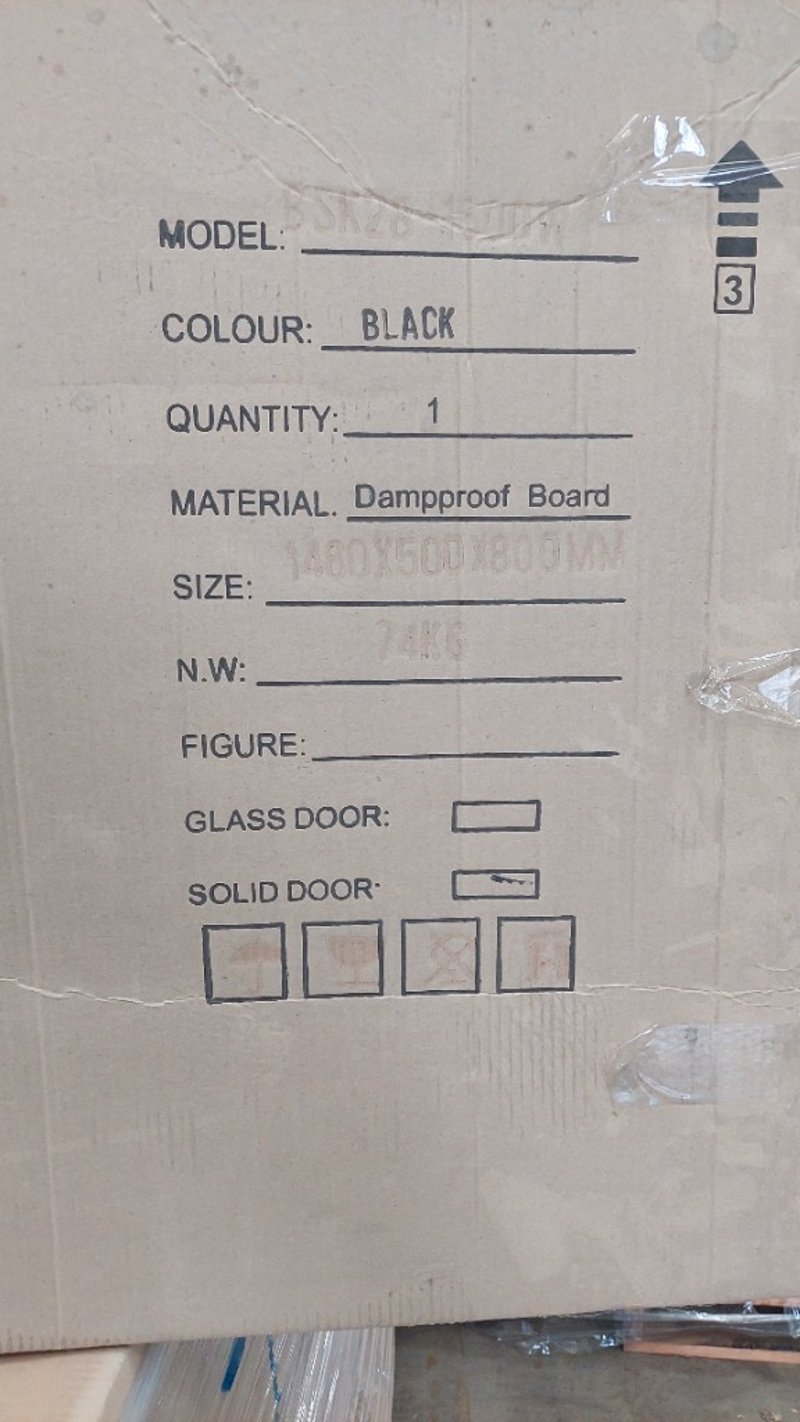 MODEL:
3
COLOUR: BLACK
QUANTITY: 1
MATERIAL. Dampproof Board
1480X500X800MM
SIZE:
74KG
N.W:
FIGURE:
GLASS DOOR:
SOLID DOOR: